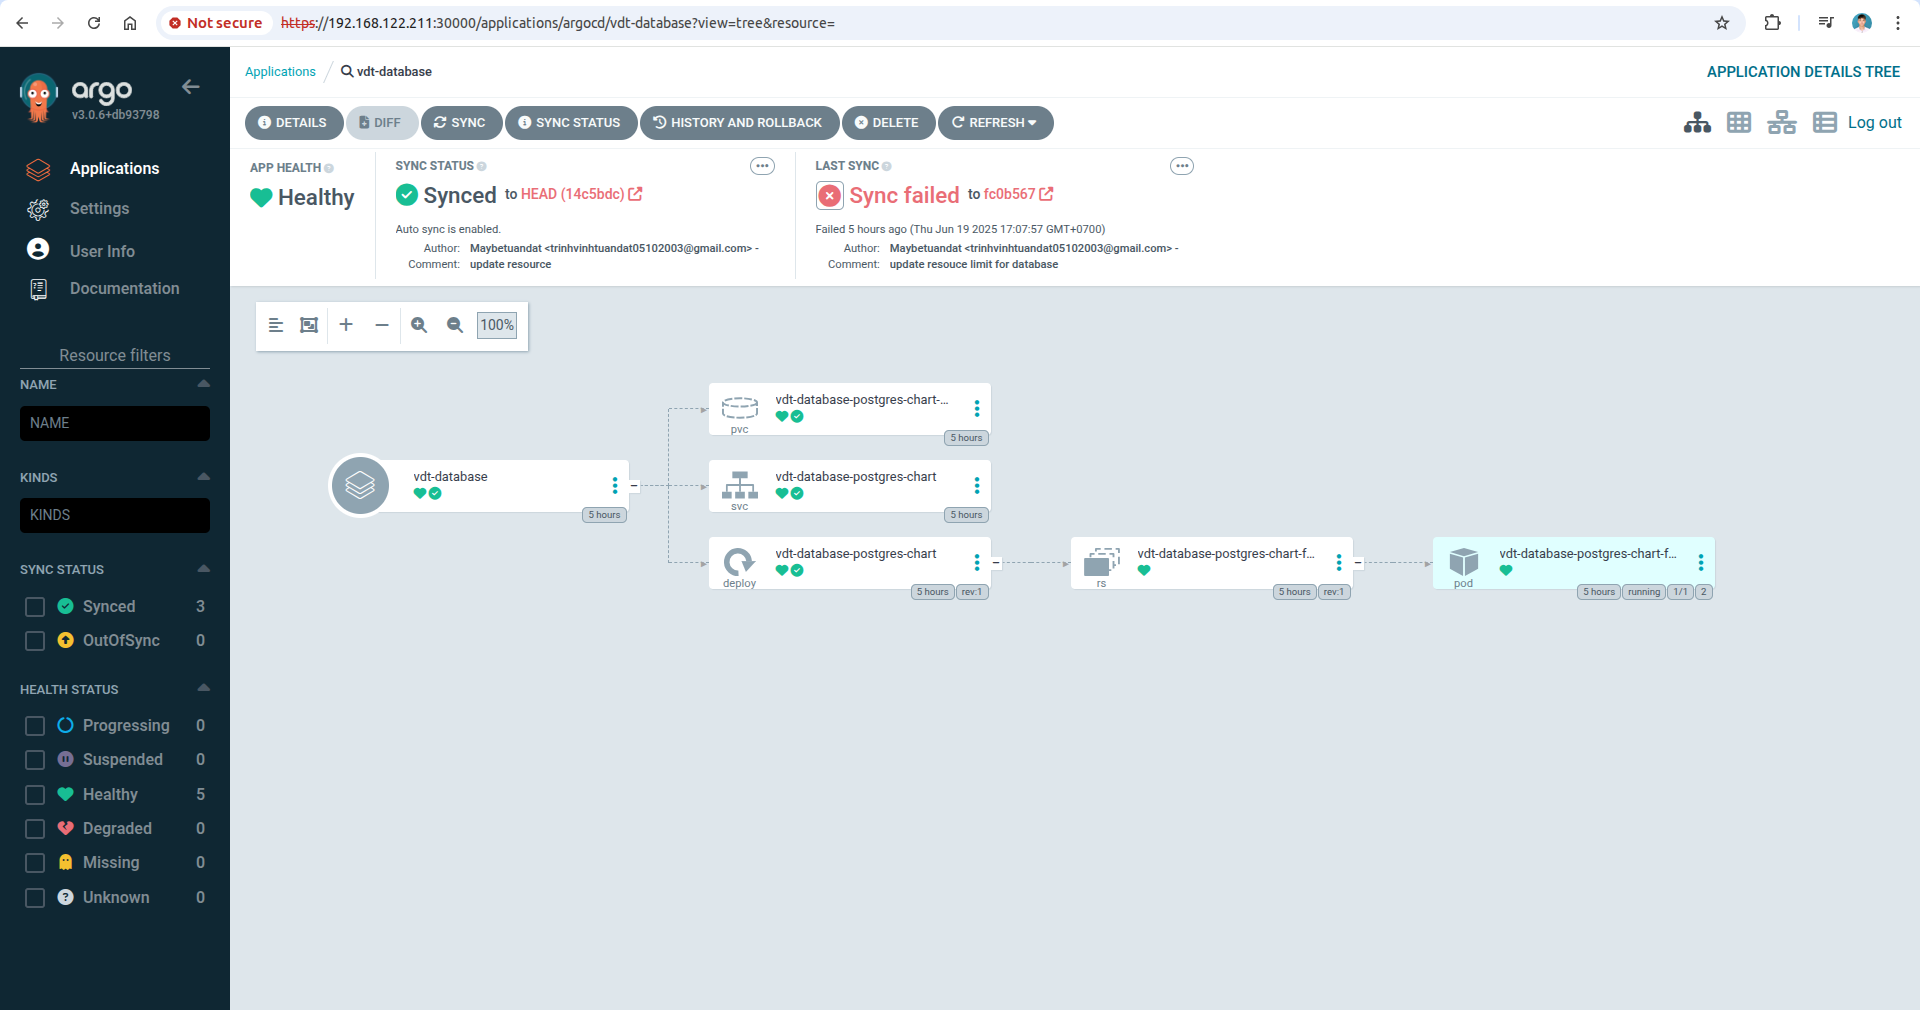 Not secure https://192.168.122.211:30000/applications/argocd/vdt-database?view=tree&resource=
argo
v3.0.6+db93798
Applications
Settings
User Info
Documentation
Resource filters
NAME
NAME
KINDS
KINDS
SYNC STATUS
Synced 3
OutOfSync 0
HEALTH STATUS
Progressing 0
Suspended 0
Healthy 5
Degraded 0
Missing 0
Unknown 0
Applications / vdt-database
APPLICATION DETAILS TREE
DETAILS DIFF SYNC SYNC STATUS HISTORY AND ROLLBACK DELETE REFRESH
Log out
APP HEALTH
Healthy
SYNC STATUS
Synced to HEAD (14c5bdc)
Auto sync is enabled.
Author: Maybetuandat <trinhvinhtuandat05102003@gmail.com> -
Comment: update resource
LAST SYNC
Sync failed to fc0b567
Failed 5 hours ago (Thu Jun 19 2025 17:07:57 GMT+0700)
Author: Maybetuandat <trinhvinhtuandat05102003@gmail.com> -
Comment: update resouce limit for database
100%
vdt-database
5 hours
vdt-database-postgres-chart-...
pvc
5 hours
vdt-database-postgres-chart
svc
5 hours
vdt-database-postgres-chart
deploy
5 hours rev:1
vdt-database-postgres-chart-f...
rs
5 hours rev:1
vdt-database-postgres-chart-f...
pod
5 hours running 1/1 2